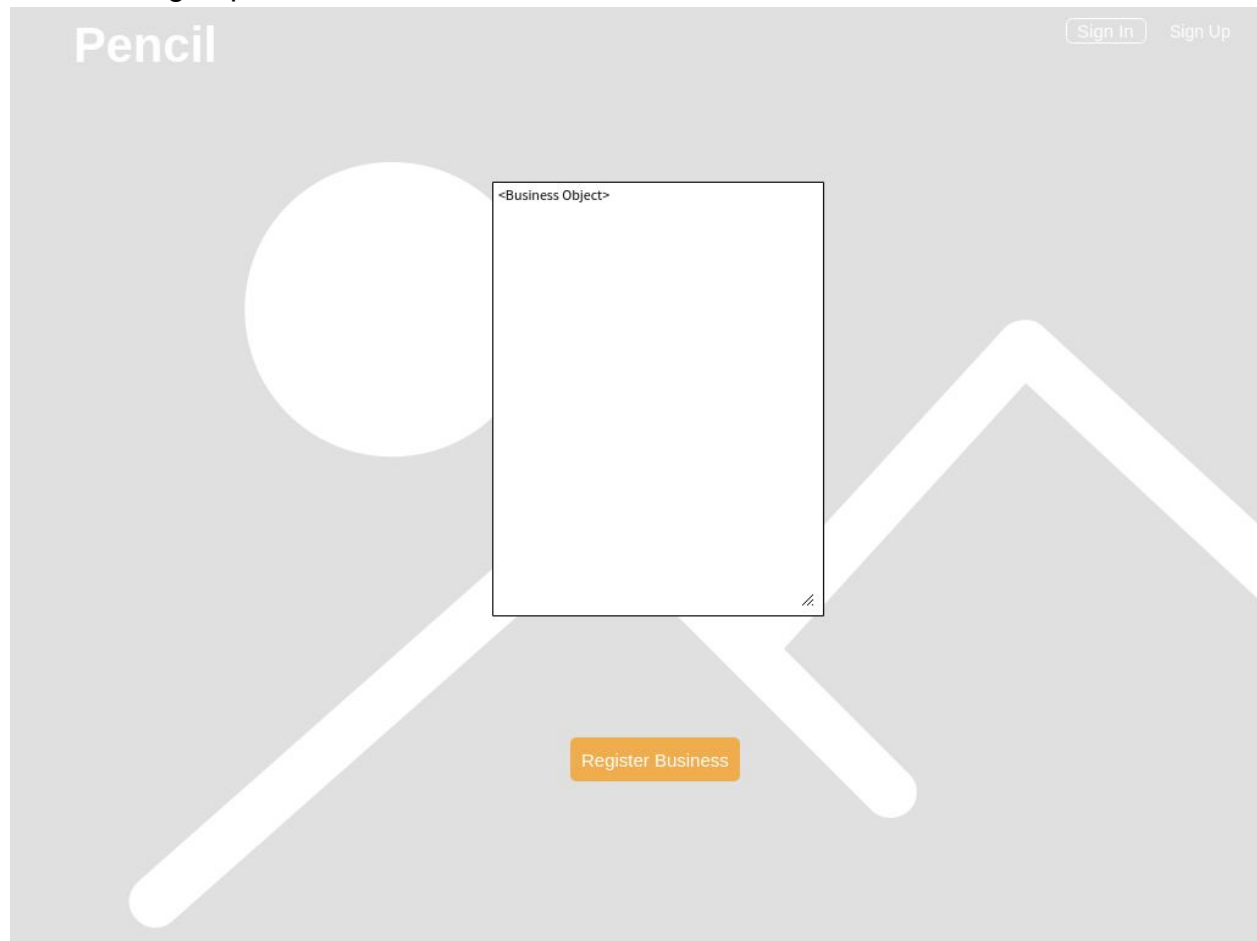 Pencil
Sign In
Sign Up
<Business Object>
Register Business